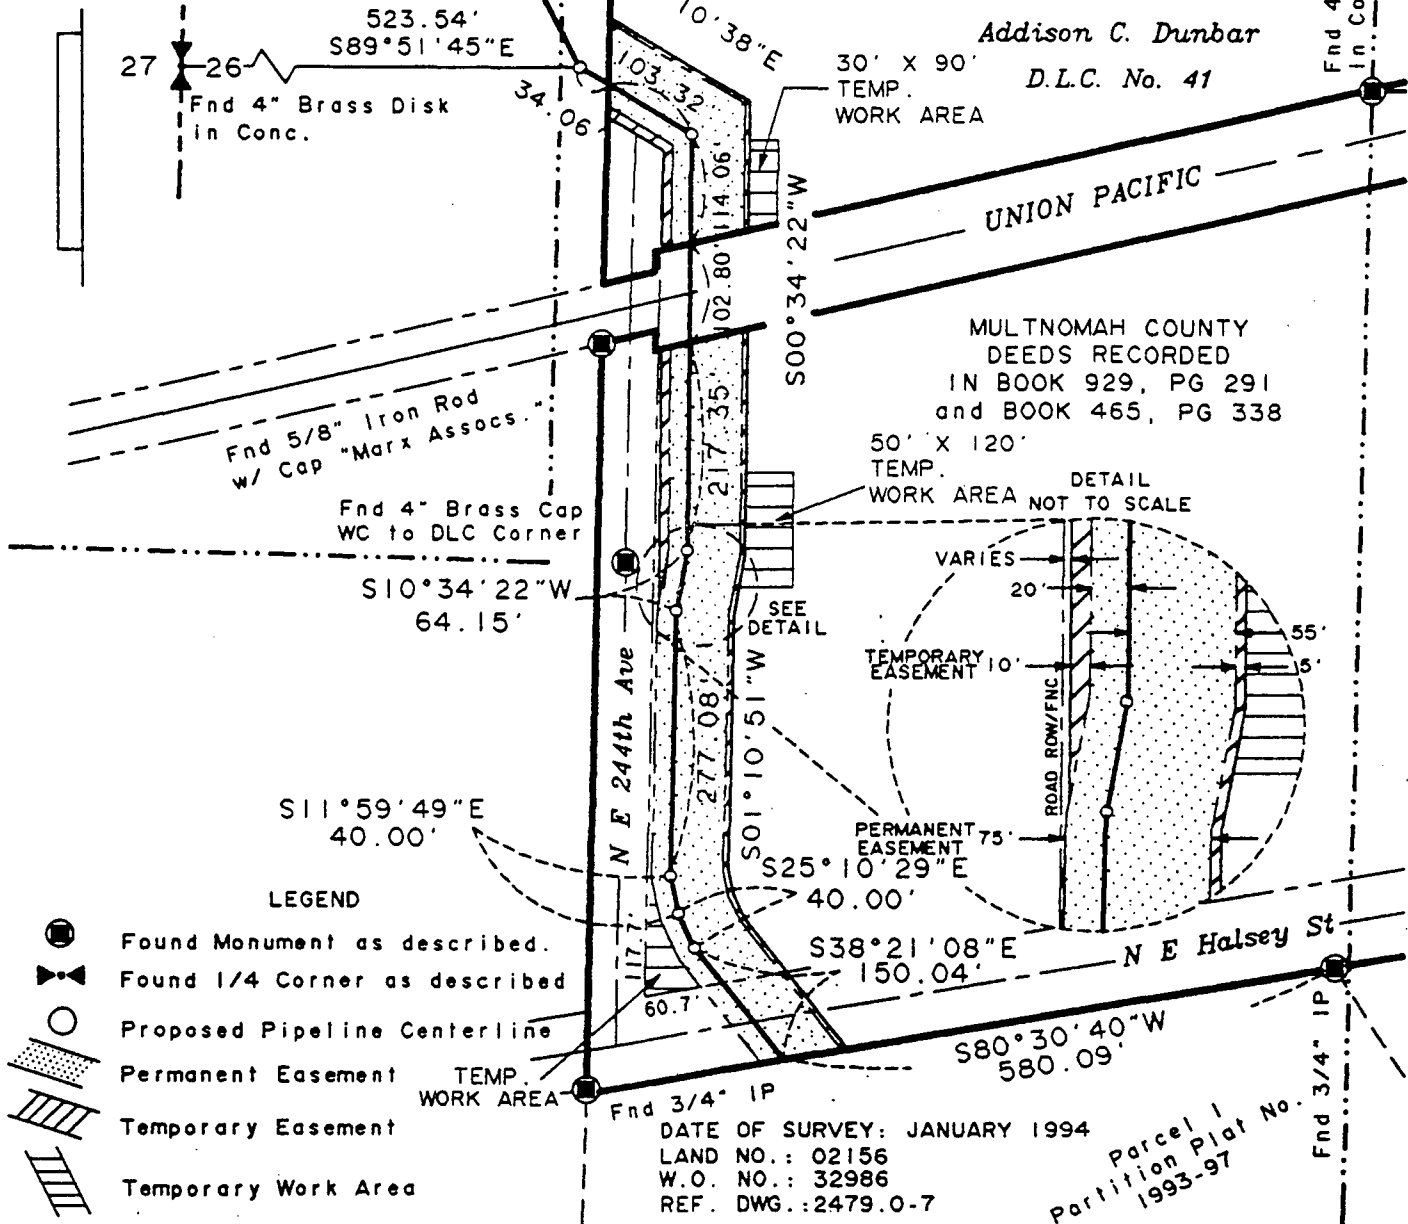 523.54'
S89°51'45"E
27
26
Fnd 4" Brass Disk
in Conc.
10'38"E
103.32
34.06
Addison C. Dunbar
D.L.C. No. 41
30' X 90'
TEMP.
WORK AREA
Fnd 4
in Co
114.06'
S00°34'22"W
UNION PACIFIC
102.80'
MULTNOMAH COUNTY
DEEDS RECORDED
IN BOOK 929, PG 291
and BOOK 465, PG 338
217.35'
Fnd 5/8" Iron Rod
w/ Cap "Marx Assocs."
50' X 120'
TEMP.
WORK AREA
DETAIL
NOT TO SCALE
Fnd 4" Brass Cap
WC to DLC Corner
VARIES
20'
S10°34'22"W
64.15'
SEE
DETAIL
55'
TEMPORARY
EASEMENT
10'
5'
N E 244th Ave
277.08'
S01°10'51"W
ROAD ROW/FNC
S11°59'49"E
40.00'
PERMANENT
EASEMENT
75'
S25°10'29"E
40.00'
S38°21'08"E
150.04'
N E Halsey St
117.7'
60.7'
LEGEND
Found Monument as described.
Found 1/4 Corner as described
Proposed Pipeline Centerline
Permanent Easement
Temporary Easement
Temporary Work Area
TEMP.
WORK AREA
S80°30'40"W
580.09'
Fnd 3/4" IP
Fnd 3/4" IP
DATE OF SURVEY: JANUARY 1994
LAND NO.: 02156
W.O. NO.: 32986
REF. DWG.:2479.0-7
Parcel 1
Partition Plat No.
1993-97